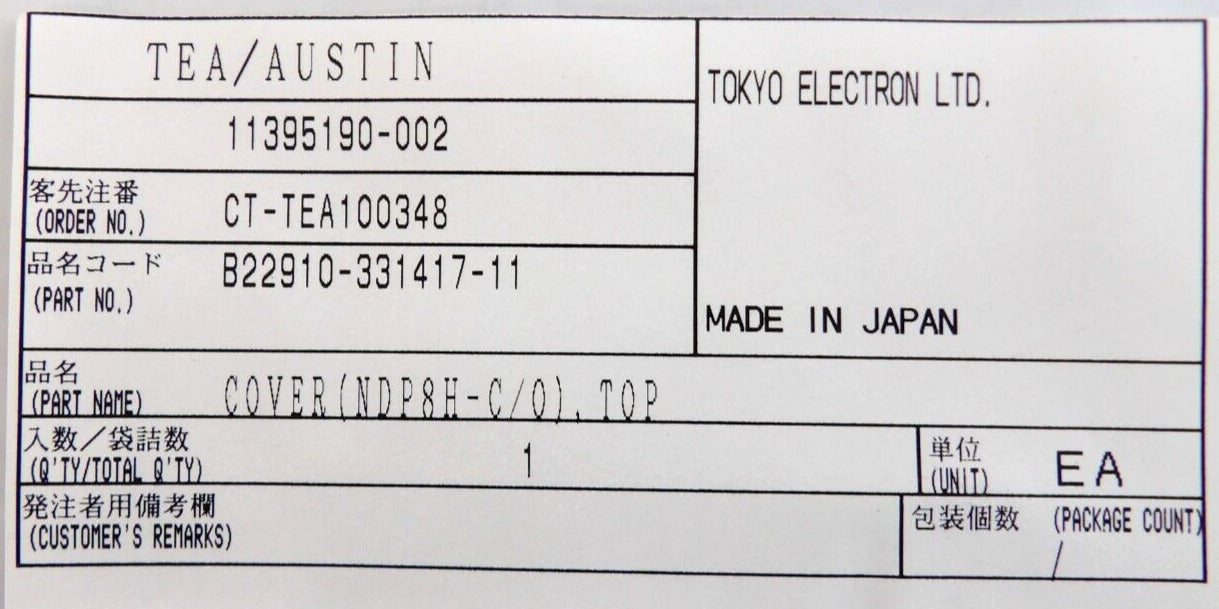 TEA/AUSTIN
TOKYO ELECTRON LTD.
11395190-002
客先注番
(ORDER NO.)
CT-TEA100348
品名コード
(PART NO.)
B22910-331417-11
MADE IN JAPAN
品名
(PART NAME)
COVER(NDP8H-C/O),TOP
入数／袋詰数
(Q'TY/TOTAL Q'TY)
1
単位
(UNIT)
EA
発注者用備考欄
(CUSTOMER'S REMARKS)
包装個数 (PACKAGE COUNT)
/